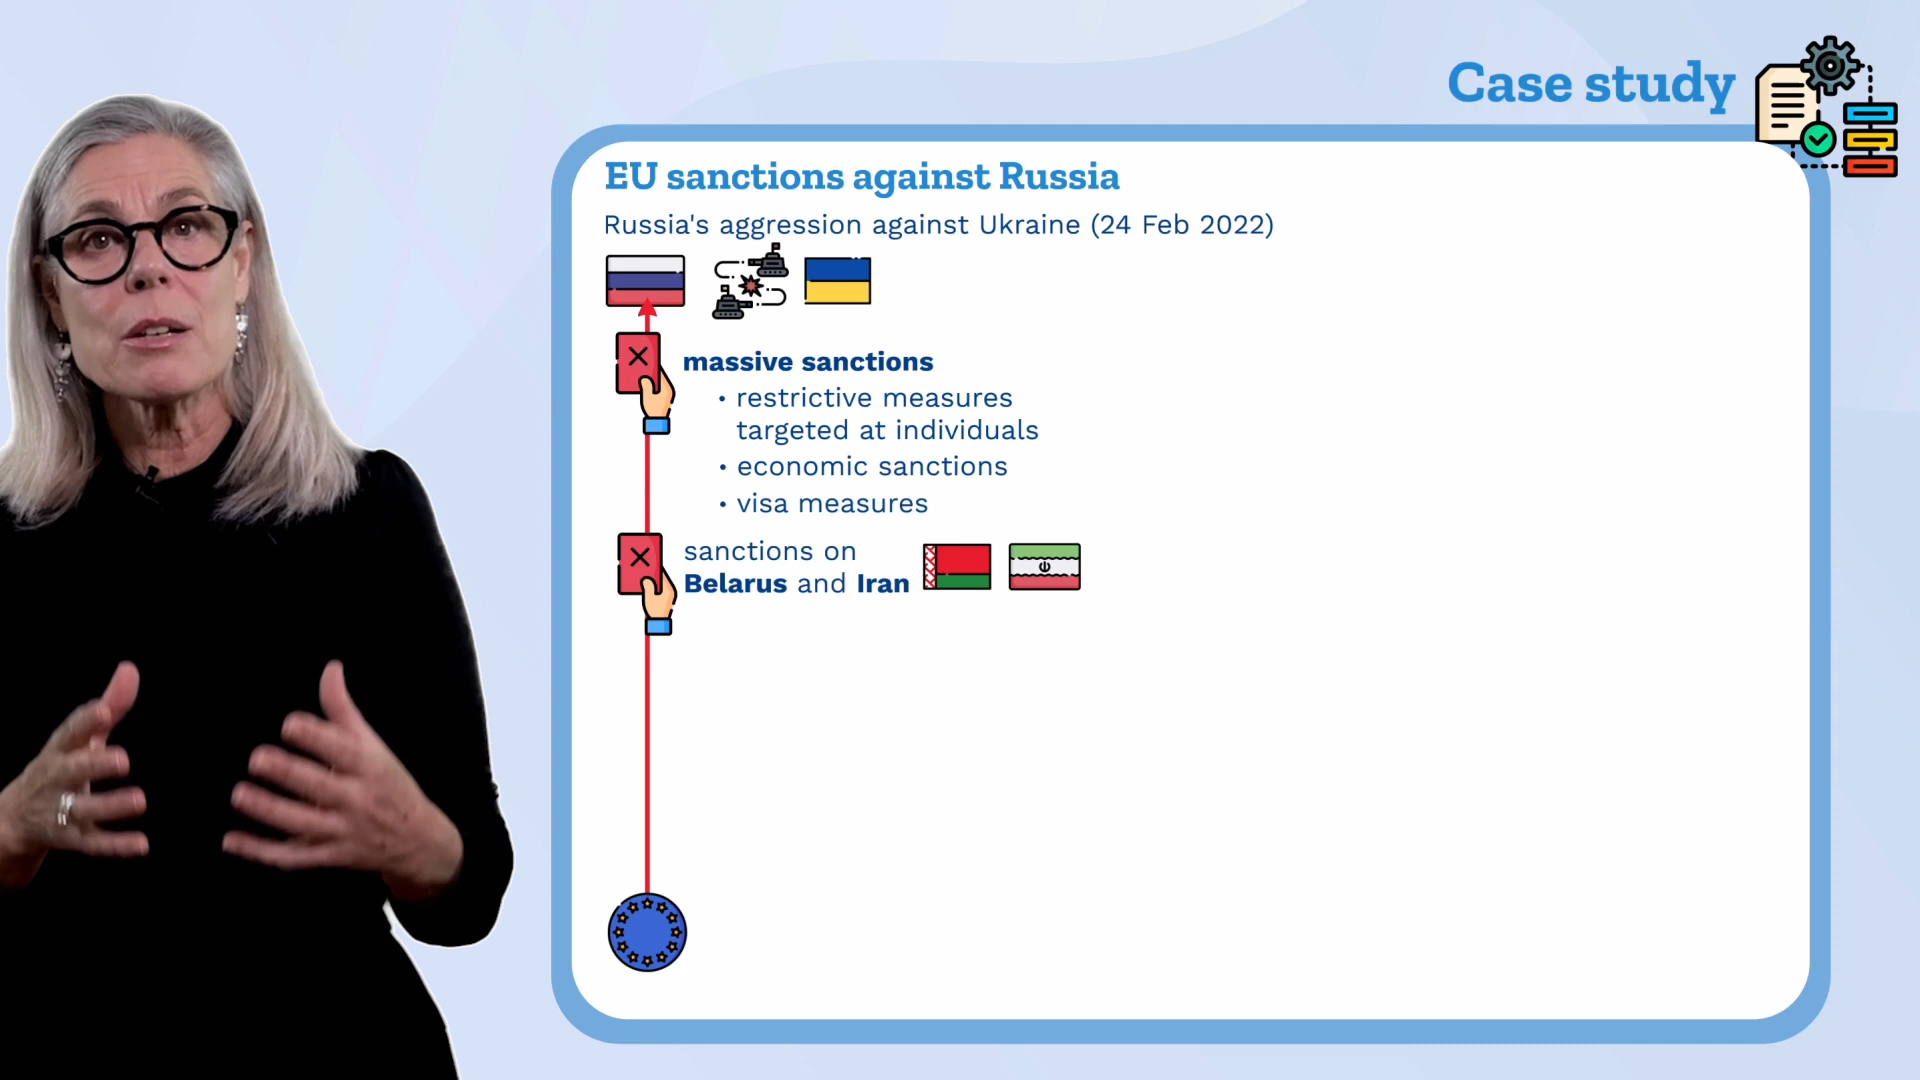 Case study
EU sanctions against Russia
Russia's aggression against Ukraine (24 Feb 2022)
massive sanctions
• restrictive measures
targeted at individuals
• economic sanctions
• visa measures
sanctions on
Belarus and Iran